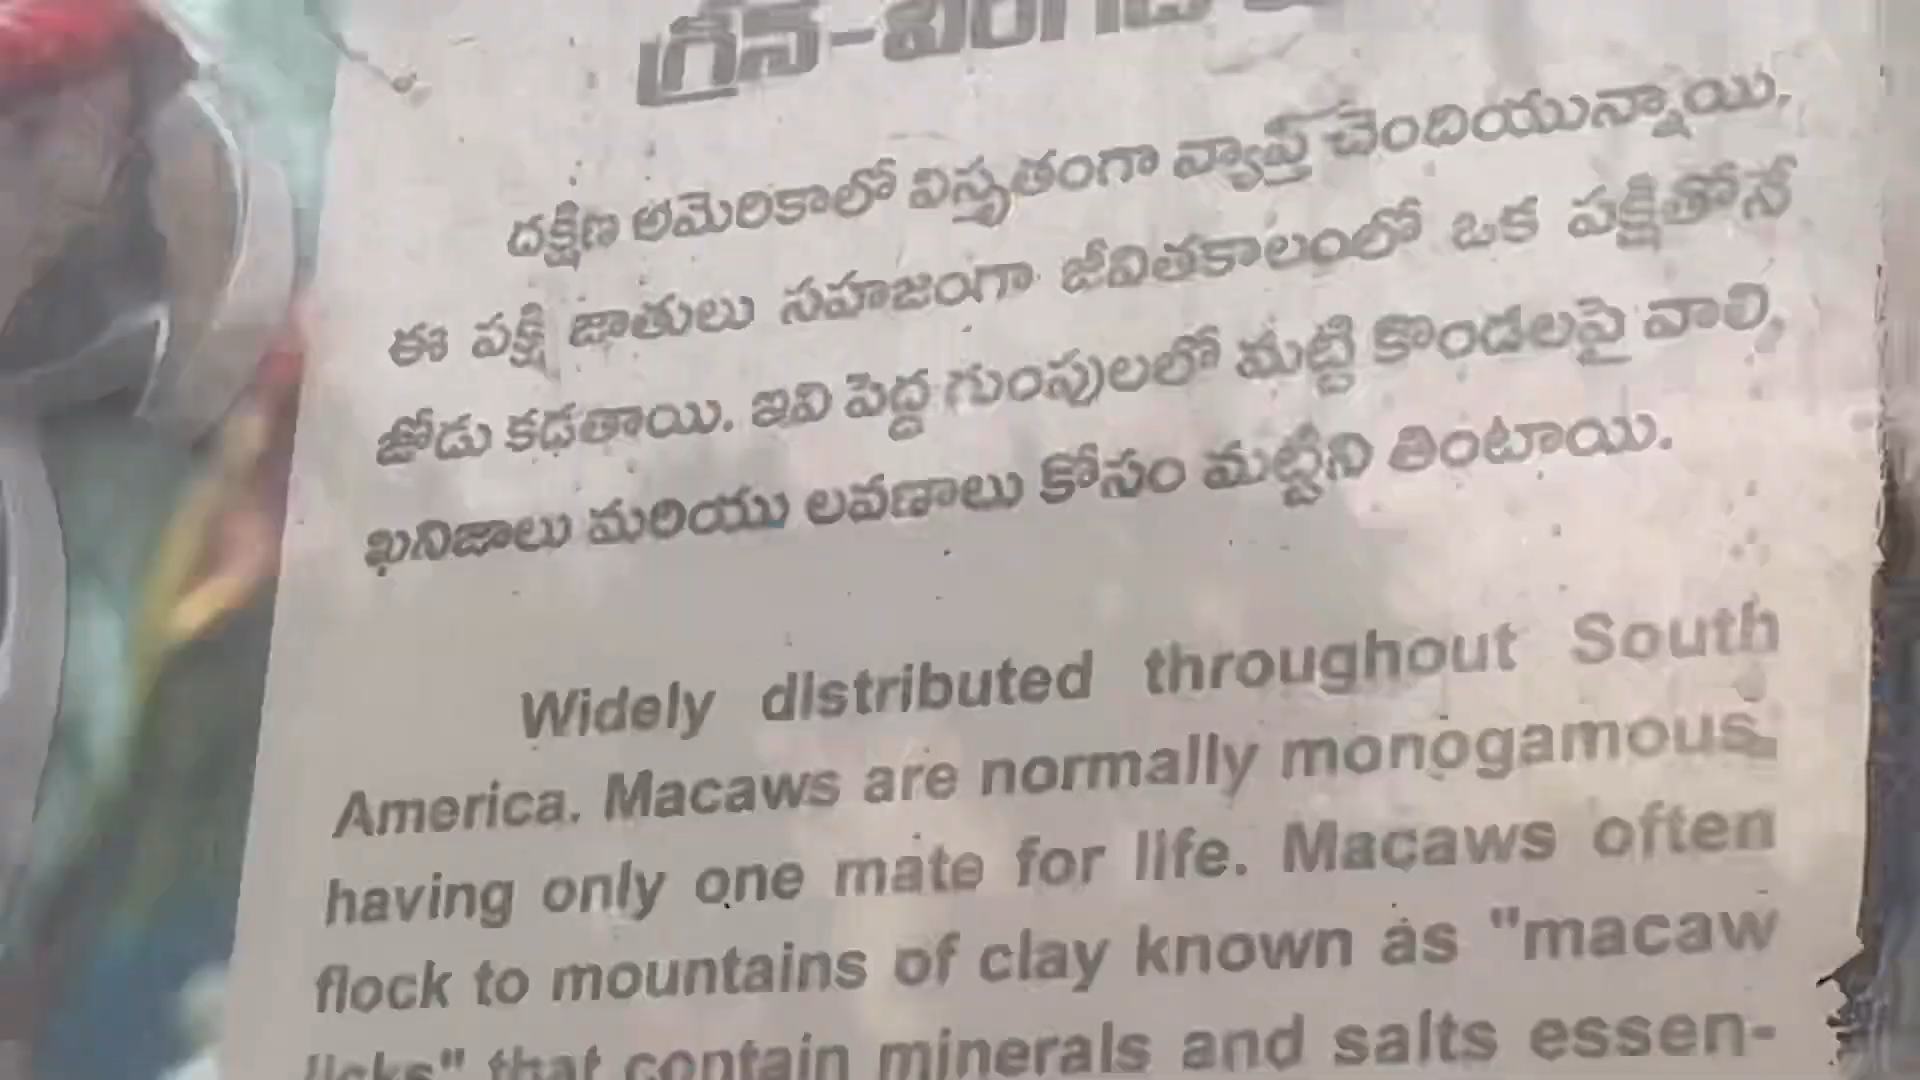 గ్రీన్-వింగ్డ్
దక్షిణ అమెరికాలో విస్తృతంగా వ్యాప్తి చెందియున్నాయి.
ఈ పక్షి జాతులు సహజంగా జీవితకాలంలో ఒక పక్షితోనే
జోడు కడతాయి. ఇవి పెద్ద గుంపులలో మట్టి కొండలపై వాలి,
ఖనిజాలు మరియు లవణాలు కోసం మట్టిని తింటాయి.
Widely distributed throughout South
America. Macaws are normally monogamous
having only one mate for life. Macaws often
flock to mountains of clay known as "macaw
licks" that contain minerals and salts essen-